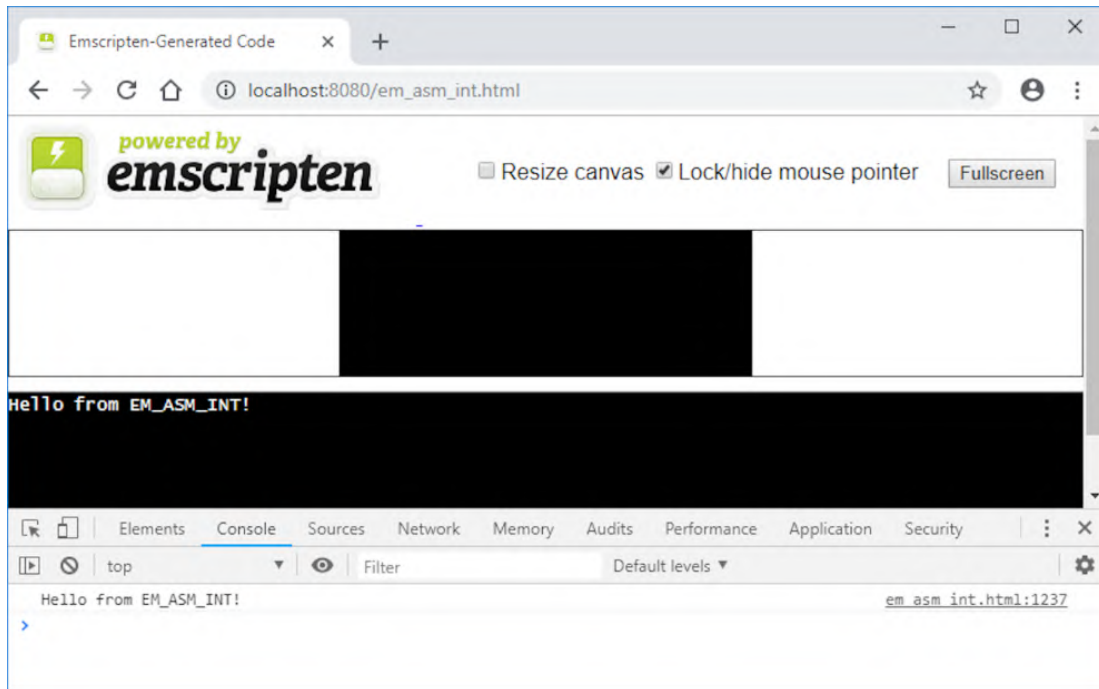 Emscripten-Generated Code
localhost:8080/em_asm_int.html
powered by
emscripten
Resize canvas Lock/hide mouse pointer Fullscreen
Hello from EM_ASM_INT!
Elements Console Sources Network Memory Audits Performance Application Security
top Filter Default levels
Hello from EM_ASM_INT! em_asm_int.html:1237